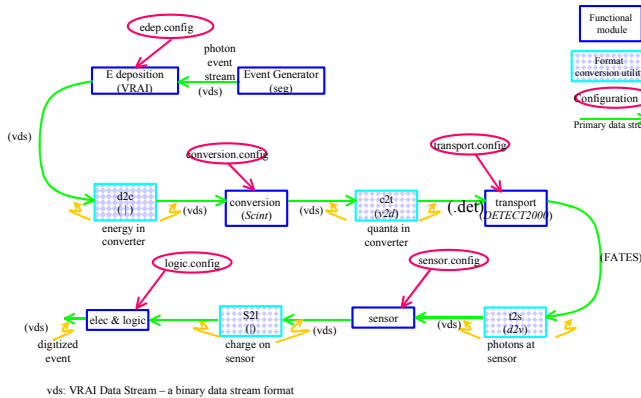 edep.config
photon
event
stream
(vds)
E deposition
(VRAI)
Event Generator
(seg)
Functional
module
Format
conversion utility
Configuration
Primary data stre
(vds)
conversion.config
transport.config
d2c
(||)
(vds)
conversion
(Scint)
(vds)
c2t
(v2d)
(.det)
transport
(DETECT2000)
energy in
converter
quanta in
converter
(FATES)
logic.config
sensor.config
(vds)
elec & logic
S2l
(|)
(vds)
sensor
(vds)
t2s
(d2v)
digitized
event
charge on
sensor
photons at
sensor
vds: VRAI Data Stream – a binary data stream format